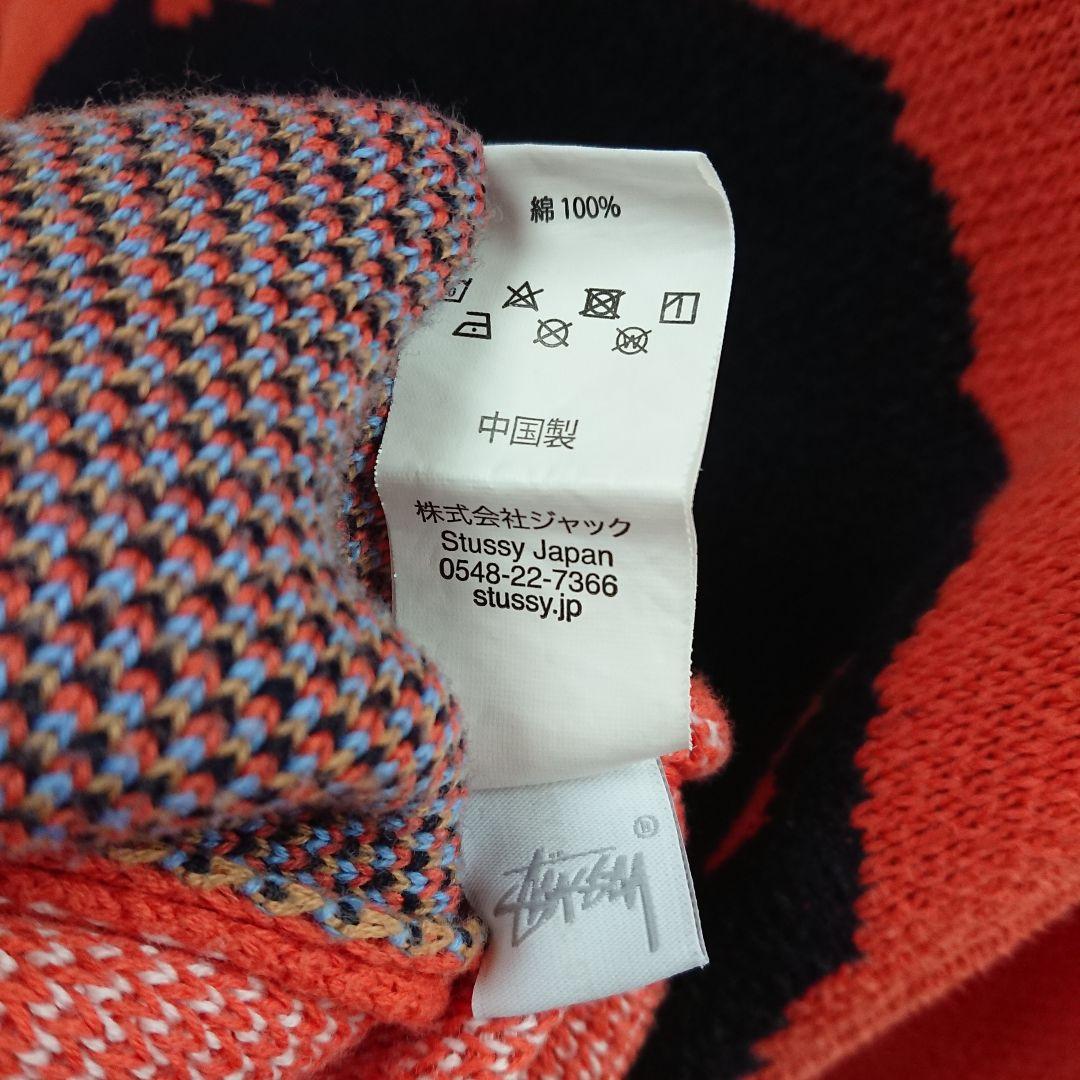 綿 100%
中国製
株式会社ジャック
Stussy Japan
0548-22-7366
stussy.jp
Stüssy ®